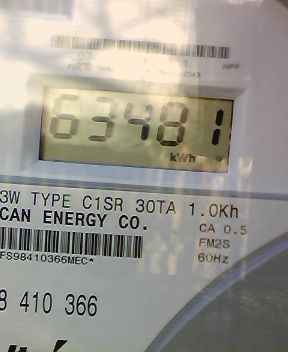 63481
kWh
3W TYPE C1SR 30TA 1.0Kh
CAN ENERGY CO.
CA 0.5
FM2S
FS98410366MEC*
60Hz
8 410 366